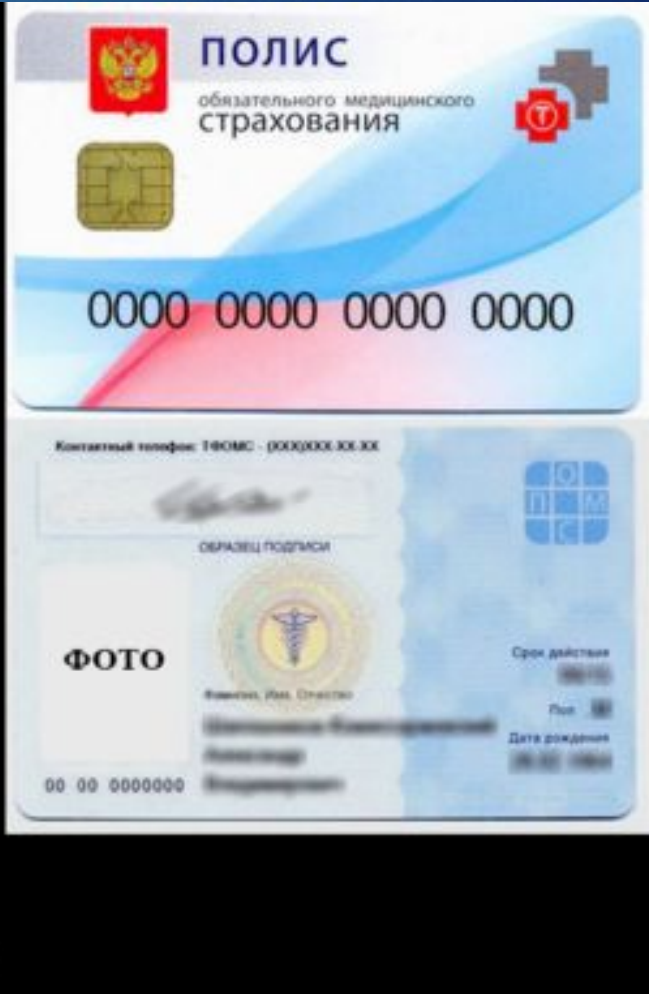 ПОЛИС
обязательного медицинского
страхования
Т
0000 0000 0000 0000
Контактный телефон: ТФОМС - (XXX)XXX-XX-XX
О
П М
С
ОБРАЗЕЦ ПОДПИСИ
ФОТО
Срок действия
Фамилия, Имя, Отчество
Пол
Дата рождения
00 00 0000000